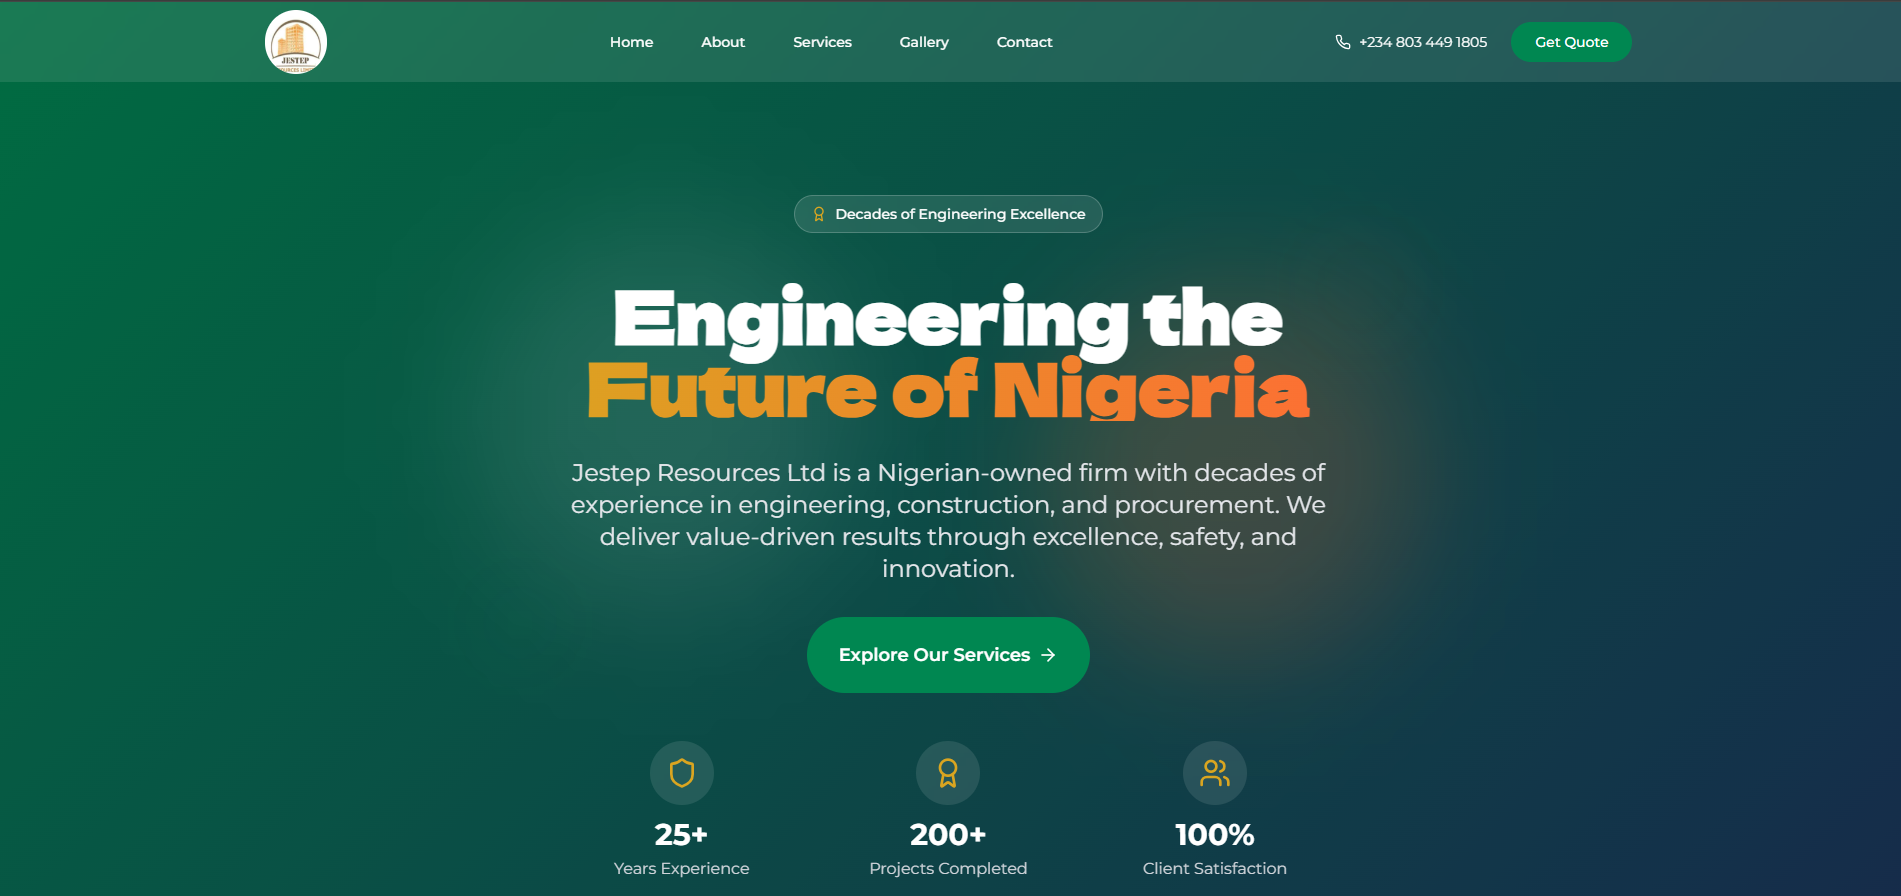 JESTEP
Home
About
Services
Gallery
Contact
+234 803 449 1805
Get Quote
Decades of Engineering Excellence
Engineering the
Future of Nigeria
Jestep Resources Ltd is a Nigerian-owned firm with decades of
experience in engineering, construction, and procurement. We
deliver value-driven results through excellence, safety, and
innovation.
Explore Our Services
25+
Years Experience
200+
Projects Completed
100%
Client Satisfaction